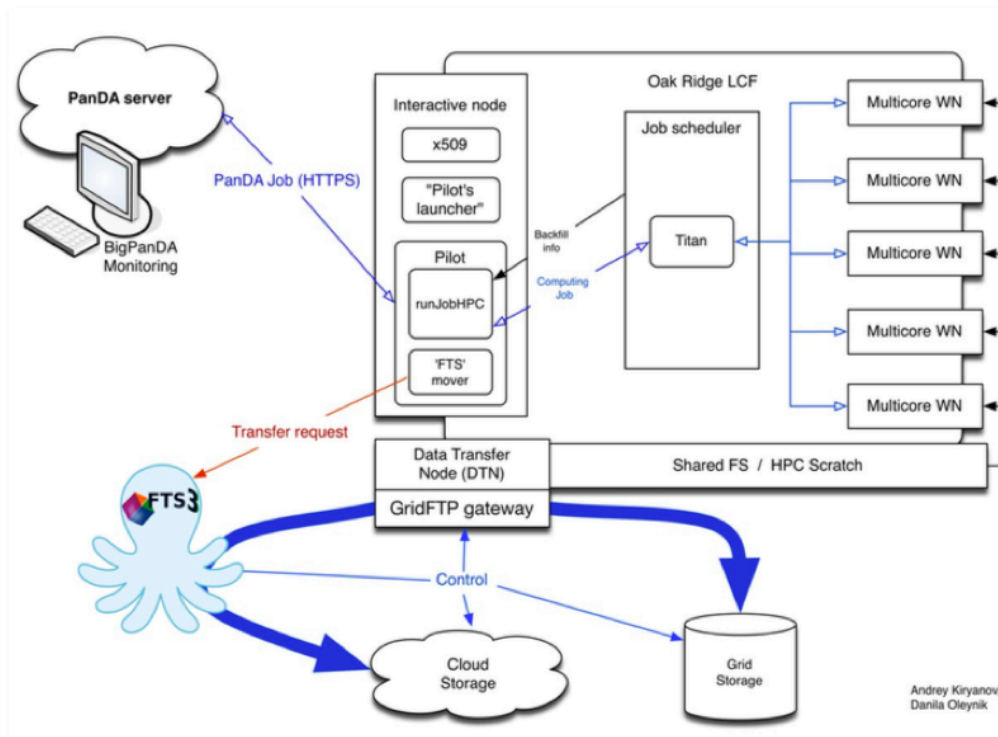 PanDA server
BigPanDA
Monitoring
PanDA Job (HTTPS)
Interactive node
x509
"Pilot's
launcher"
Pilot
runJobHPC
'FTS'
mover
Backfill
info
Computing
Job
Oak Ridge LCF
Job scheduler
Titan
Multicore WN
Multicore WN
Multicore WN
Multicore WN
Multicore WN
Transfer request
Data Transfer
Node (DTN)
Shared FS / HPC Scratch
GridFTP gateway
FTS3
Control
Cloud
Storage
Grid
Storage
Andrey Kiryanov
Danila Oleynik